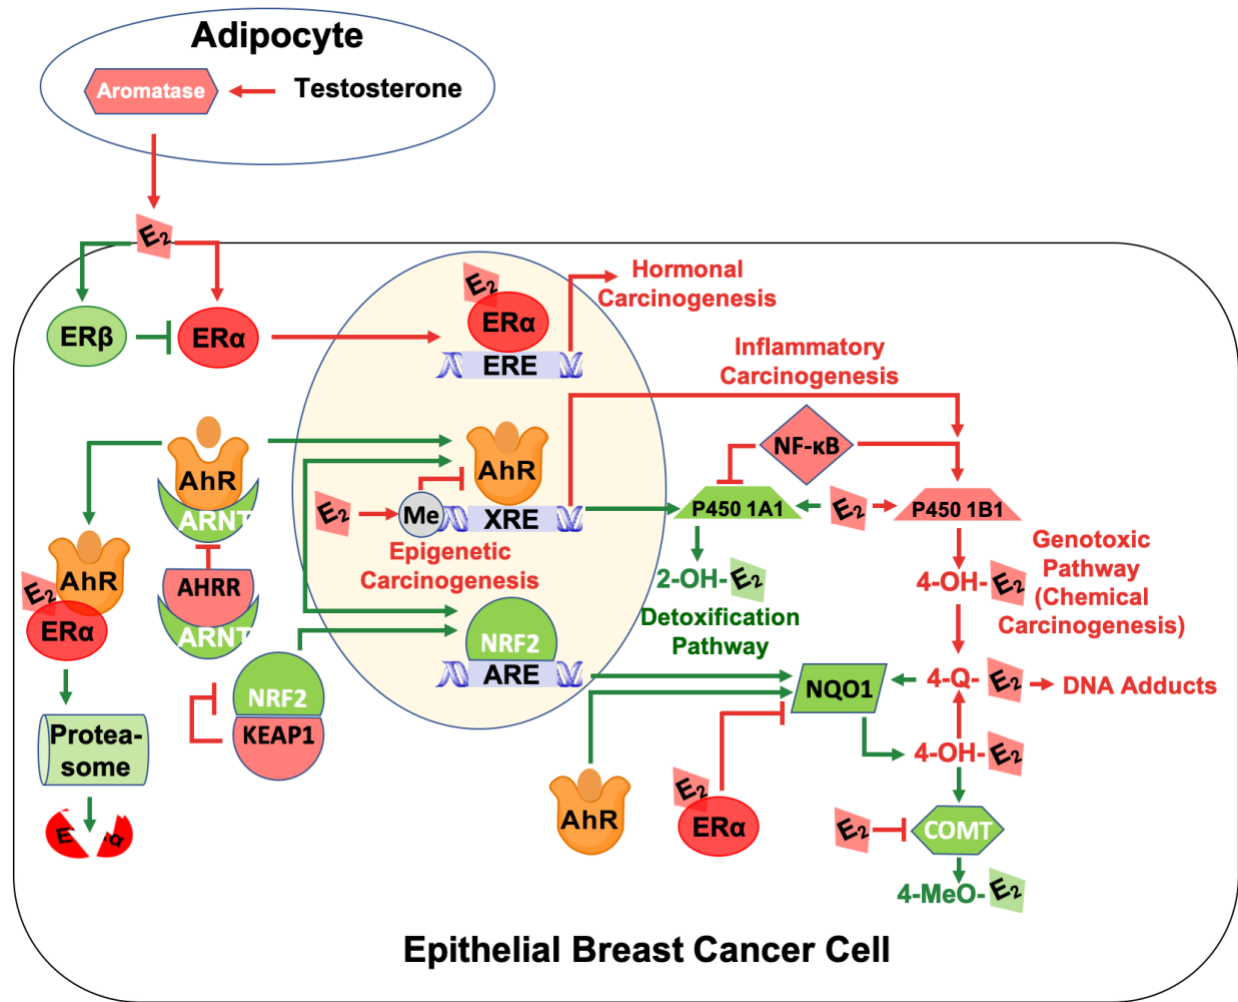 Adipocyte
Aromatase
Testosterone
E2
ERβ
ERα
E2
ERα
ERE
Hormonal
Carcinogenesis
Inflammatory
Carcinogenesis
NF-κB
AhR
ARNT
AhR
E2
Me
XRE
Epigenetic
Carcinogenesis
P450 1A1
E2
P450 1B1
2-OH-E2
Detoxification
Pathway
4-OH-E2
Genotoxic
Pathway
(Chemical
Carcinogenesis)
AhR
E2
ERα
AHRR
ARNT
NRF2
KEAP1
NRF2
ARE
NQO1
4-Q-E2
DNA Adducts
4-OH-E2
Protea-
some
E
α
AhR
E2
ERα
E2
COMT
4-MeO-E2
Epithelial Breast Cancer Cell